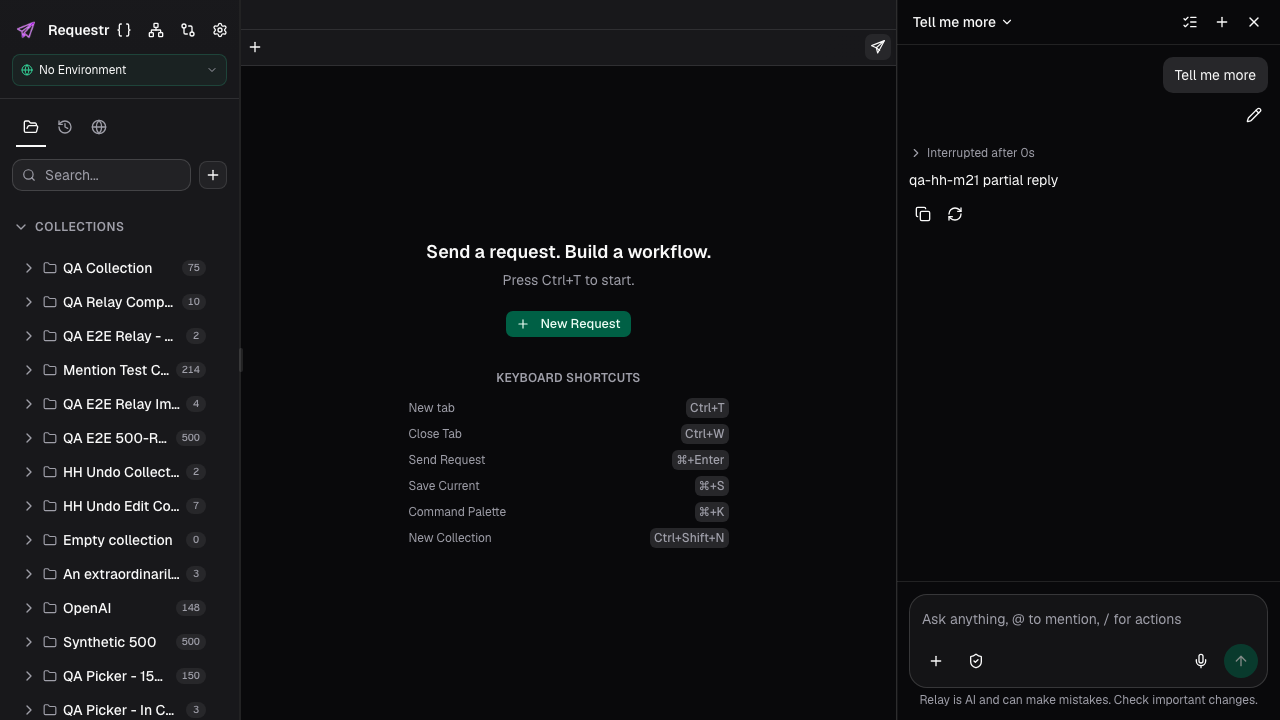 Requestr
No Environment
Search...
COLLECTIONS
QA Collection 75
QA Relay Comp... 10
QA E2E Relay - ... 2
Mention Test C... 214
QA E2E Relay Im... 4
QA E2E 500-R... 500
HH Undo Collect... 2
HH Undo Edit Co... 7
Empty collection 0
An extraordinaril... 3
OpenAI 148
Synthetic 500 500
QA Picker - 15... 150
QA Picker - In C... 3
Send a request. Build a workflow.
Press Ctrl+T to start.
New Request
KEYBOARD SHORTCUTS
New tab Ctrl+T
Close Tab Ctrl+W
Send Request ⌘+Enter
Save Current ⌘+S
Command Palette ⌘+K
New Collection Ctrl+Shift+N
Tell me more
Tell me more
Interrupted after 0s
qa-hh-m21 partial reply
Ask anything, @ to mention, / for actions
Relay is AI and can make mistakes. Check important changes.